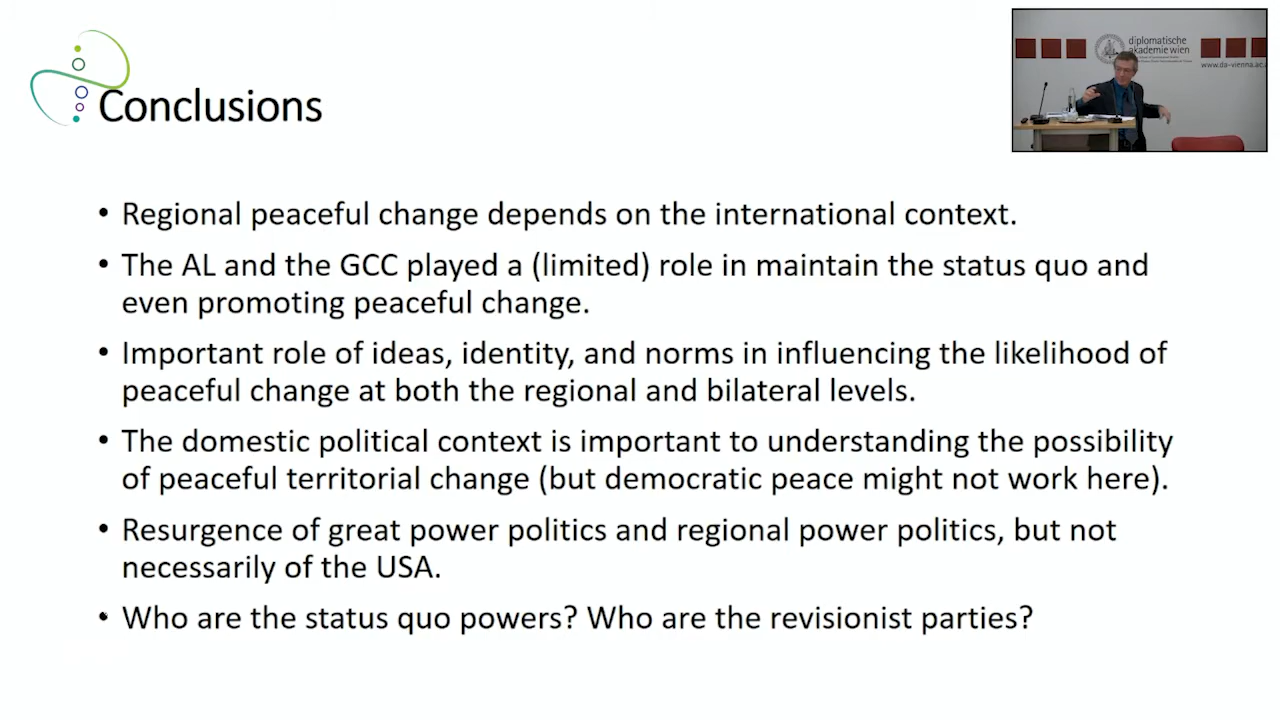 diplomatische
akademie wien
www.da-vienna.ac.
Conclusions
• Regional peaceful change depends on the international context.
• The AL and the GCC played a (limited) role in maintain the status quo and
even promoting peaceful change.
• Important role of ideas, identity, and norms in influencing the likelihood of
peaceful change at both the regional and bilateral levels.
• The domestic political context is important to understanding the possibility
of peaceful territorial change (but democratic peace might not work here).
• Resurgence of great power politics and regional power politics, but not
necessarily of the USA.
• Who are the status quo powers? Who are the revisionist parties?